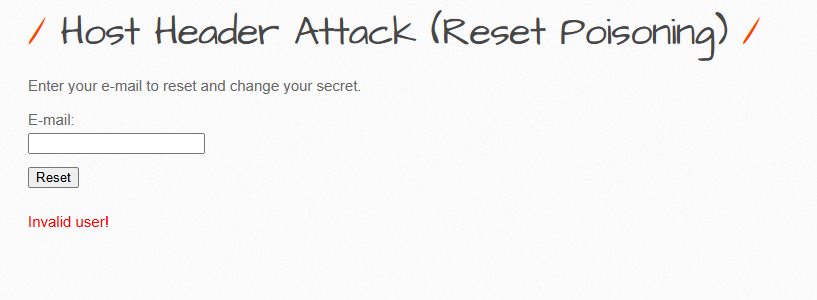 / Host Header Attack (Reset Poisoning) /
Enter your e-mail to reset and change your secret.
E-mail:
Reset
Invalid user!